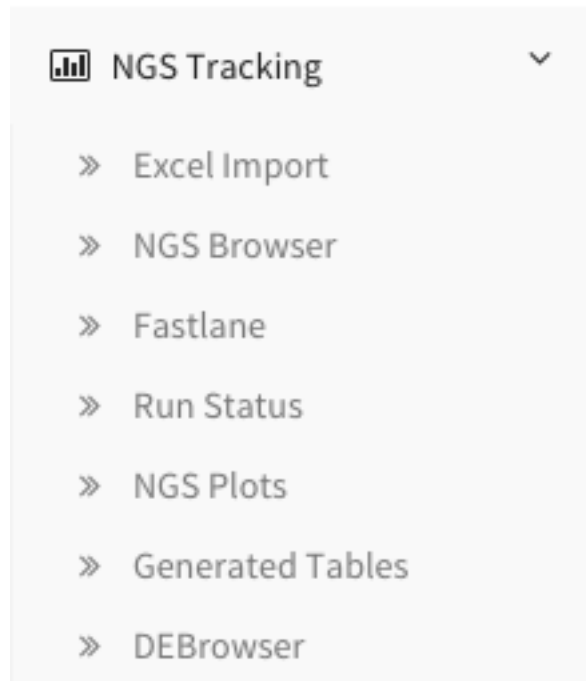 NGS Tracking
Excel Import
NGS Browser
Fastlane
Run Status
NGS Plots
Generated Tables
DEBrowser